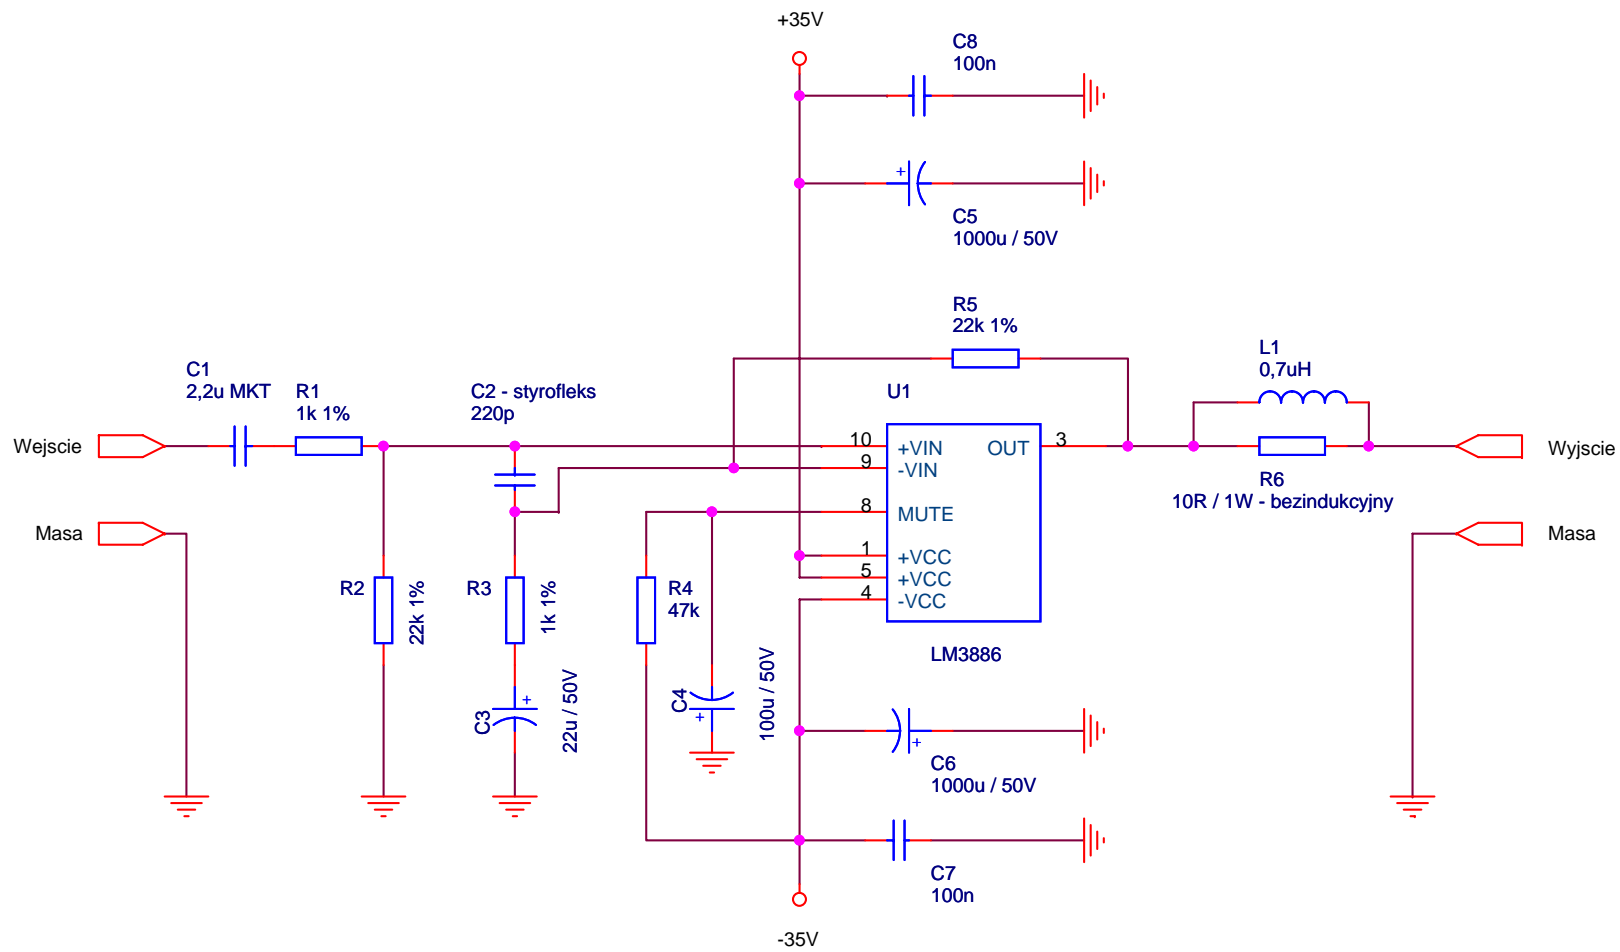 +35V
C8
100n
+
C5
1000u / 50V
R5
22k 1%
L1
0,7uH
C1
2,2u MKT
R1
1k 1%
C2 - styrofleks
220p
U1
Wejscie
10
+VIN
OUT
3
Wyjscie
9
-VIN
R6
10R / 1W - bezindukcyjny
8
MUTE
Masa
Masa
1
+VCC
5
+VCC
4
-VCC
R2
22k 1%
R3
1k 1%
R4
47k
LM3886
C3
+
22u / 50V
C4
+
100u / 50V
+
C6
1000u / 50V
C7
100n
-35V